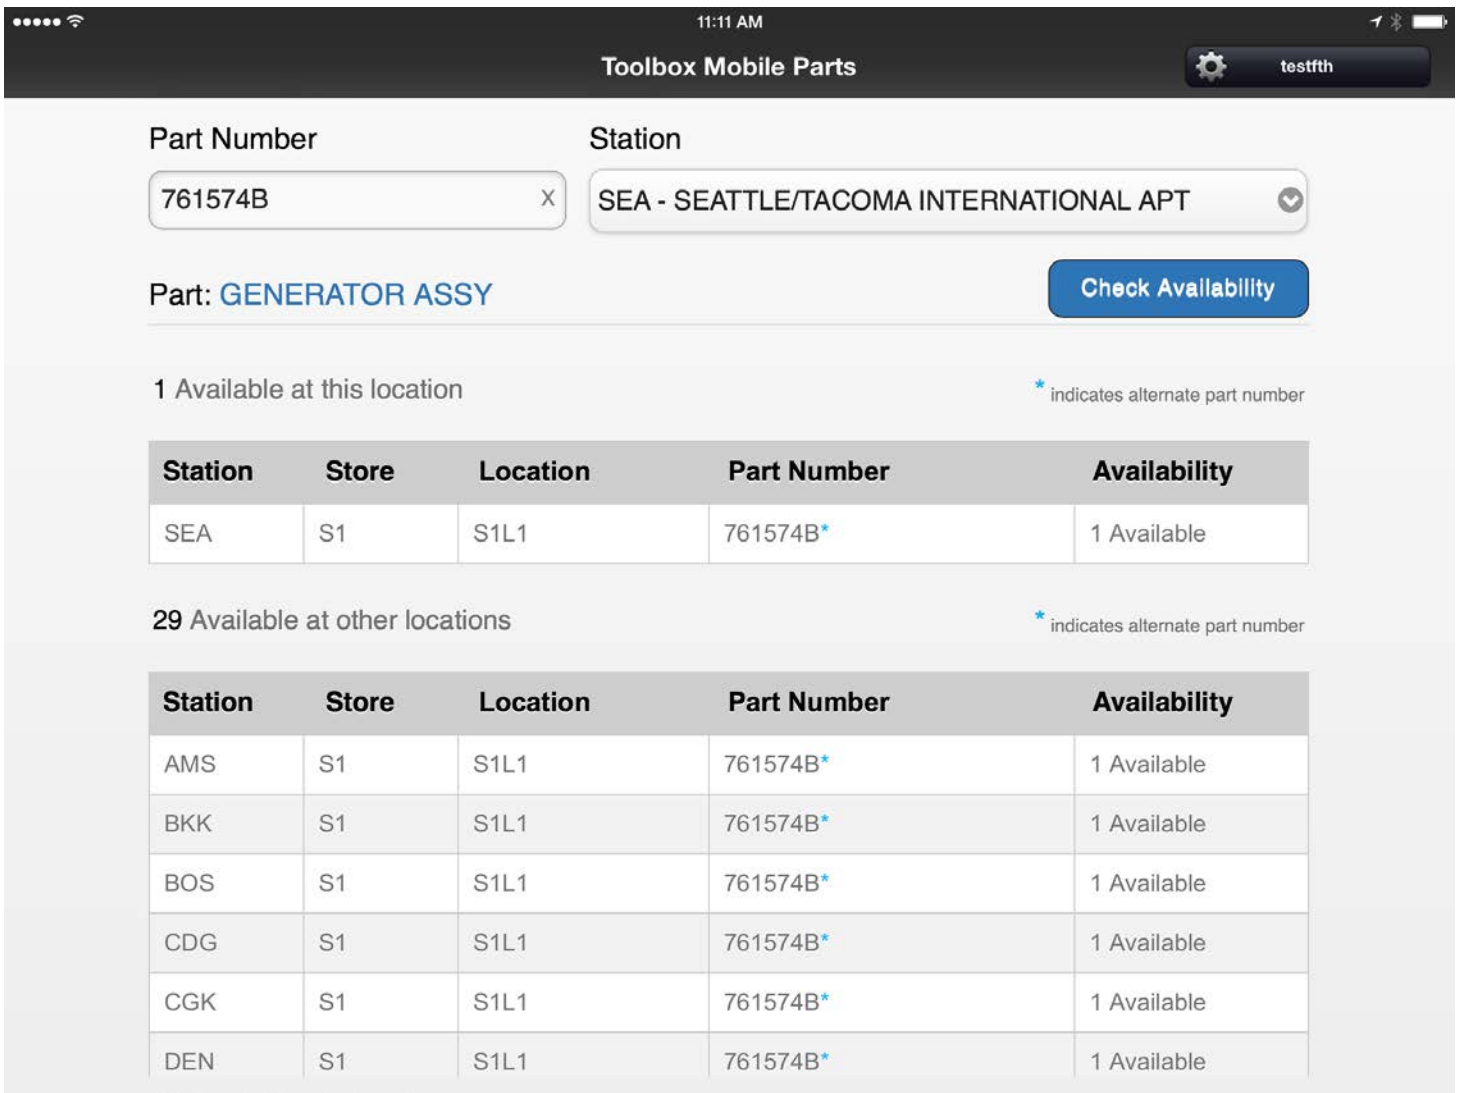 11:11 AM
Toolbox Mobile Parts
testfth
Part Number Station
761574B X SEA - SEATTLE/TACOMA INTERNATIONAL APT
Part: GENERATOR ASSY Check Availability
1 Available at this location * indicates alternate part number
Station Store Location Part Number Availability
SEA S1 S1L1 761574B* 1 Available
29 Available at other locations * indicates alternate part number
Station Store Location Part Number Availability
AMS S1 S1L1 761574B* 1 Available
BKK S1 S1L1 761574B* 1 Available
BOS S1 S1L1 761574B* 1 Available
CDG S1 S1L1 761574B* 1 Available
CGK S1 S1L1 761574B* 1 Available
DEN S1 S1L1 761574B* 1 Available